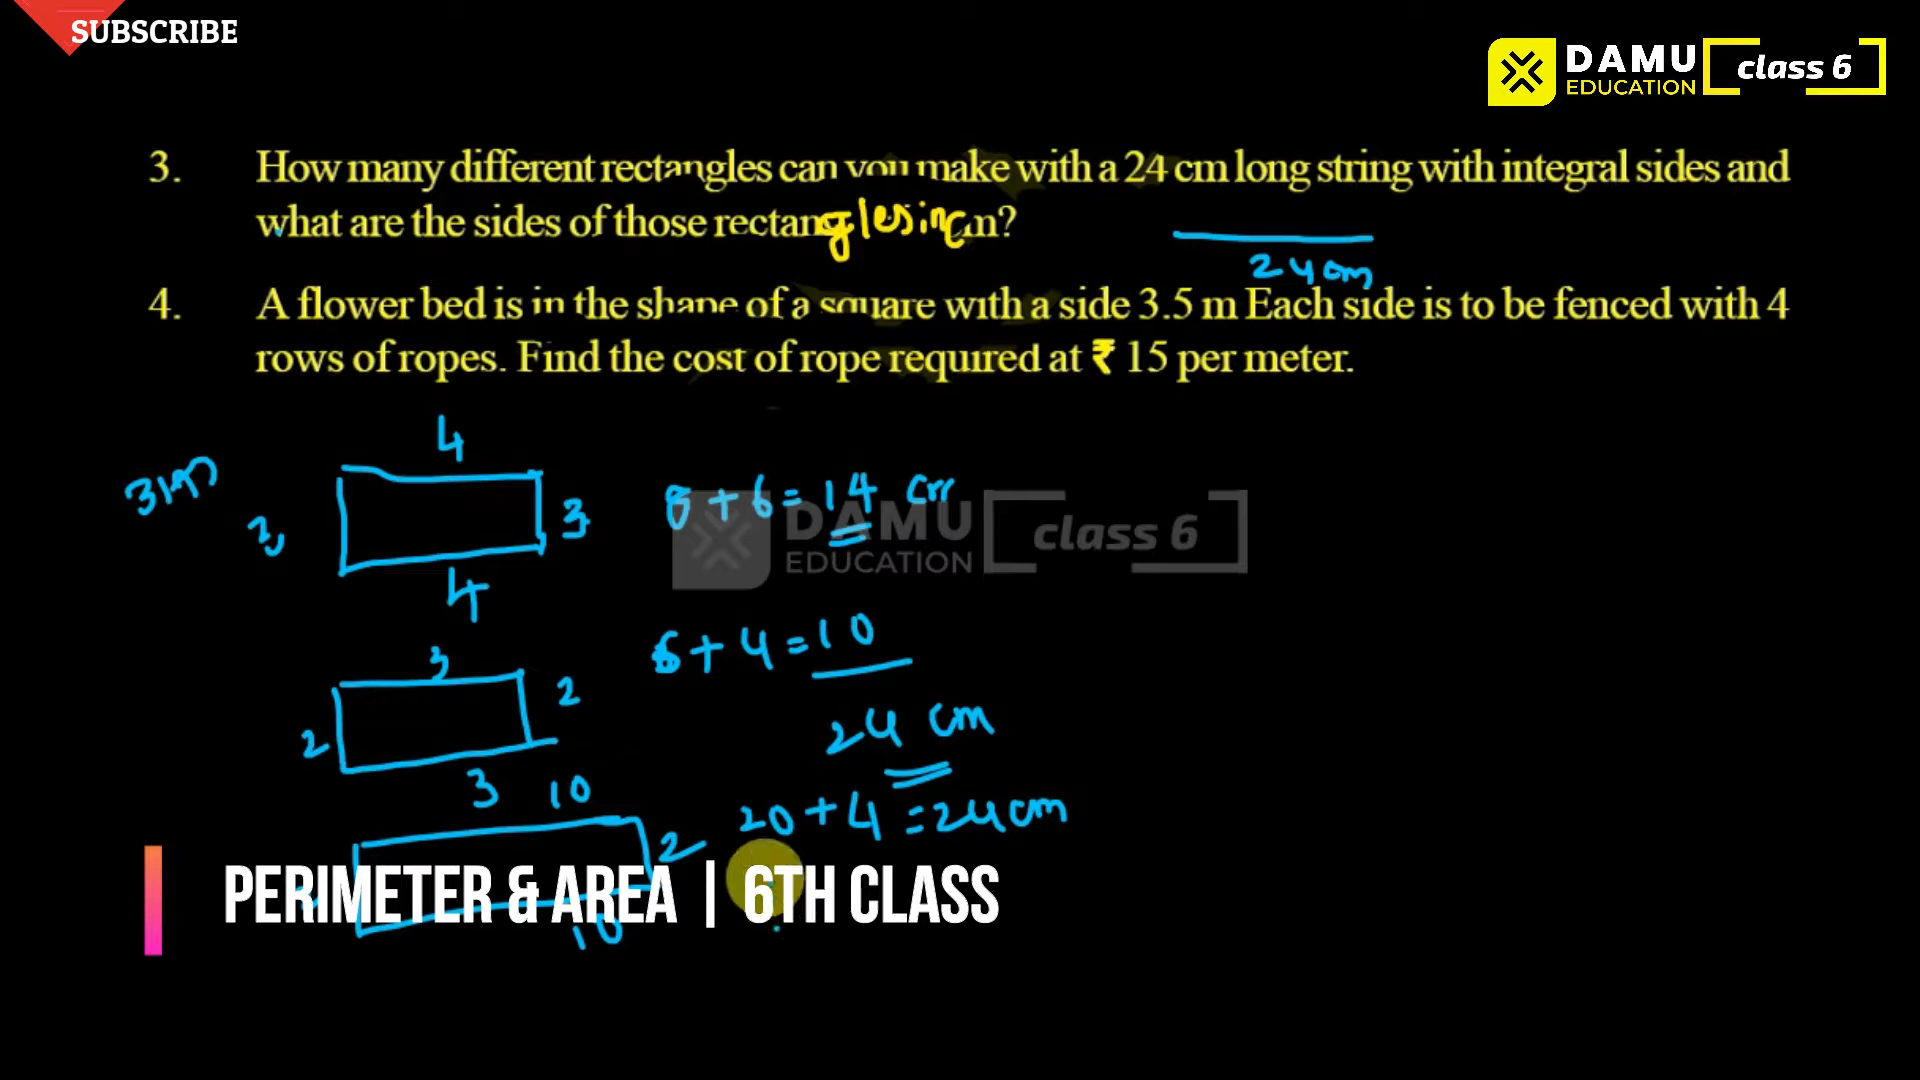 SUBSCRIBE
DAMU
EDUCATION
class 6
3. How many different rectangles can you make with a 24 cm long string with integral sides and
what are the sides of those rectangles in cm?
24 cm
4. A flower bed is in the shape of a square with a side 3.5 m Each side is to be fenced with 4
rows of ropes. Find the cost of rope required at ₹ 15 per meter.
4
3 8+6=14 cm
DAMU
EDUCATION
class 6
4
6+4=10
3
2
2
24 cm
3 10
20+4=24cm
2
PERIMETER & AREA | 6TH CLASS
10